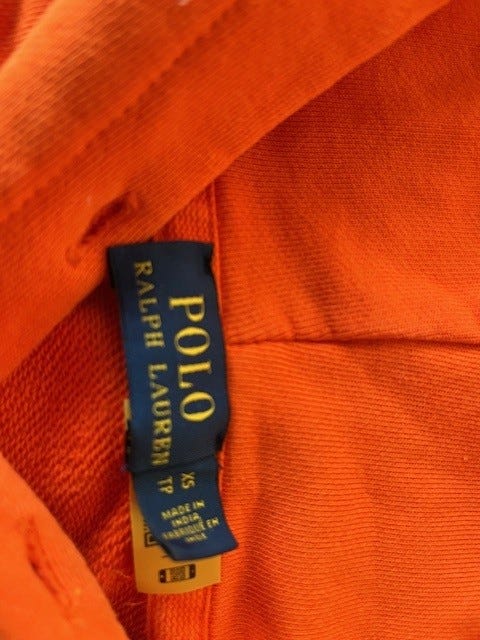 POLO
RALPH LAUREN
XS
TP
MADE IN
INDIA
FABRIQUÉ EN
INDE